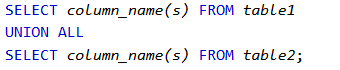 SELECT column_name(s) FROM table1
UNION ALL
SELECT column_name(s) FROM table2;